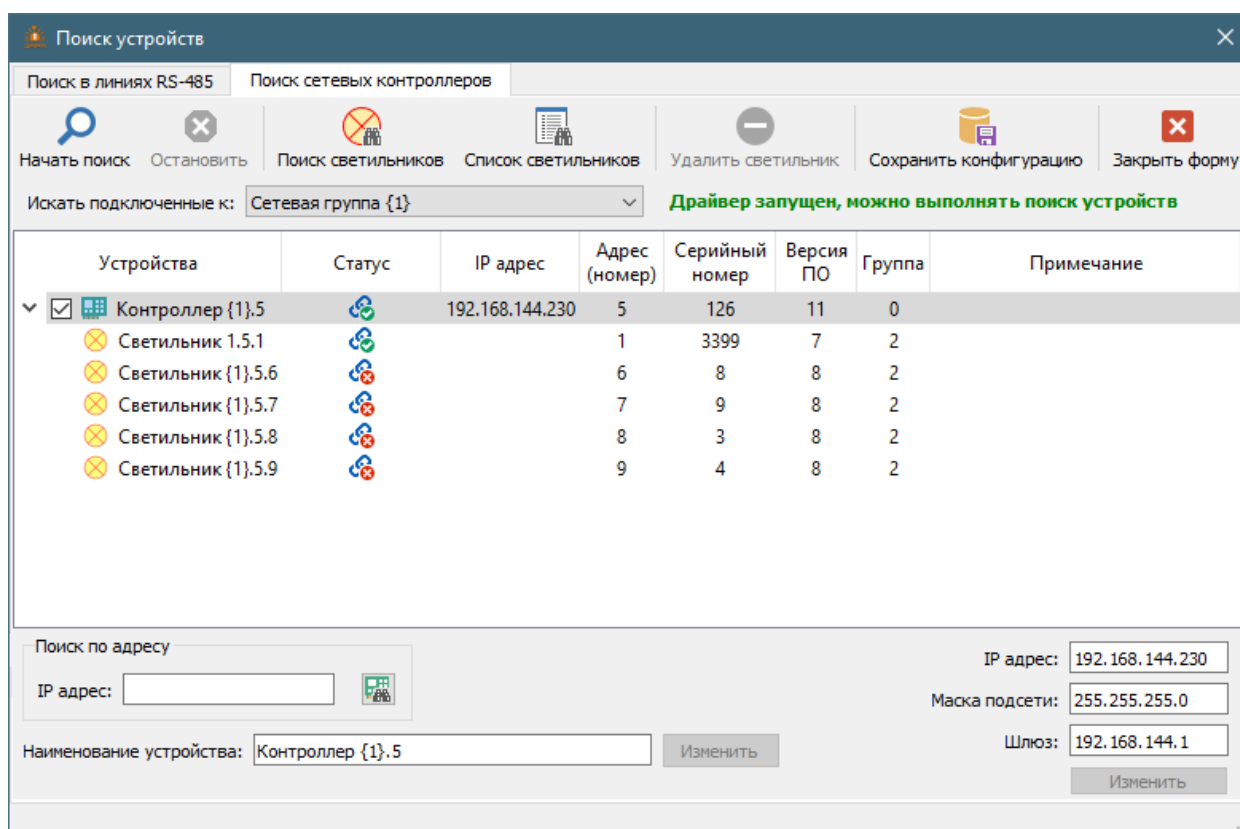 Поиск устройств
Поиск в линиях RS-485 Поиск сетевых контроллеров
Начать поиск Остановить Поиск светильников Список светильников Удалить светильник Сохранить конфигурацию Закрыть форму
Искать подключенные к: Сетевая группа {1} Драйвер запущен, можно выполнять поиск устройств
Устройства Статус IP адрес Адрес (номер) Серийный номер Версия ПО Группа Примечание
Контроллер {1}.5 192.168.144.230 5 126 11 0
Светильник 1.5.1 1 3399 7 2
Светильник {1}.5.6 6 8 8 2
Светильник {1}.5.7 7 9 8 2
Светильник {1}.5.8 8 3 8 2
Светильник {1}.5.9 9 4 8 2
Поиск по адресу
IP адрес:
IP адрес: 192.168.144.230
Маска подсети: 255.255.255.0
Наименование устройства: Контроллер {1}.5 Изменить
Шлюз: 192.168.144.1
Изменить